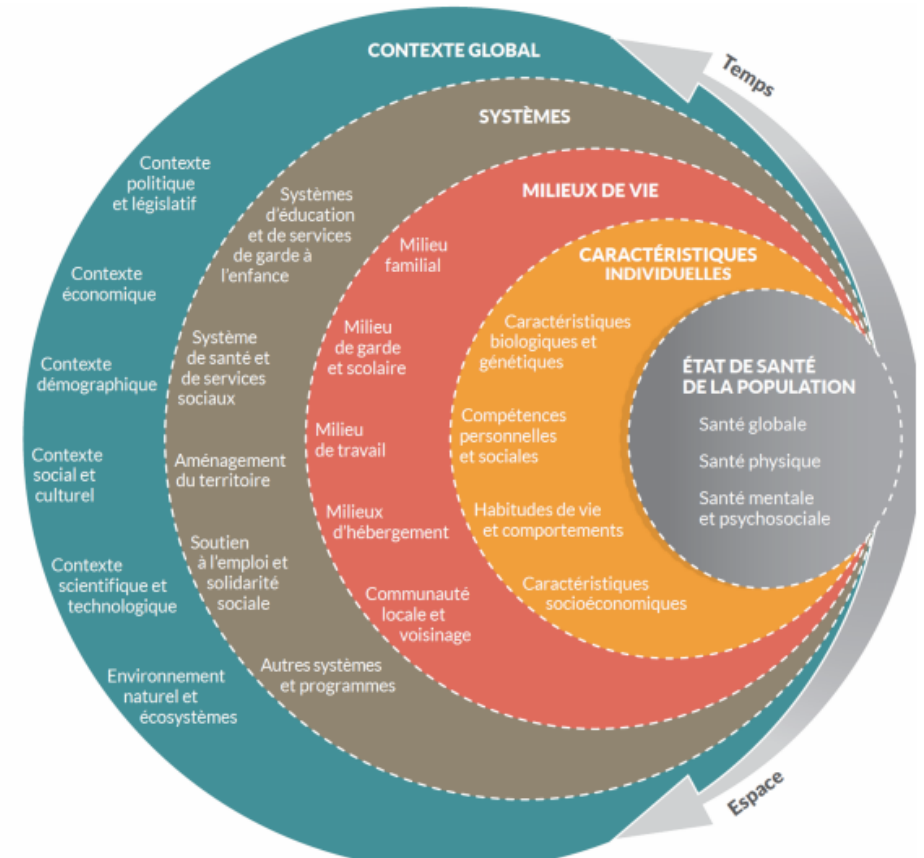 CONTEXTE GLOBAL
Temps
SYSTÈMES
MILIEUX DE VIE
CARACTÉRISTIQUES
INDIVIDUELLES
ÉTAT DE SANTÉ
DE LA POPULATION
Santé globale
Santé physique
Santé mentale
et psychosociale
Contexte
politique
et législatif
Contexte
économique
Contexte
démographique
Contexte
social et
culturel
Contexte
scientifique et
technologique
Environnement
naturel et
écosystèmes
Systèmes
d'éducation
et de services
de garde à
l'enfance
Système
de santé et
de services
sociaux
Aménagement
du territoire
Soutien
à l'emploi et
solidarité
sociale
Autres systèmes
et programmes
Milieu
familial
Milieu
de garde
et scolaire
Milieu
de travail
Milieux
d'hébergement
Communauté
locale et
voisinage
Caractéristiques
biologiques et
génétiques
Compétences
personnelles
et sociales
Habitudes de vie
et comportements
Caractéristiques
socioéconomiques
Espace